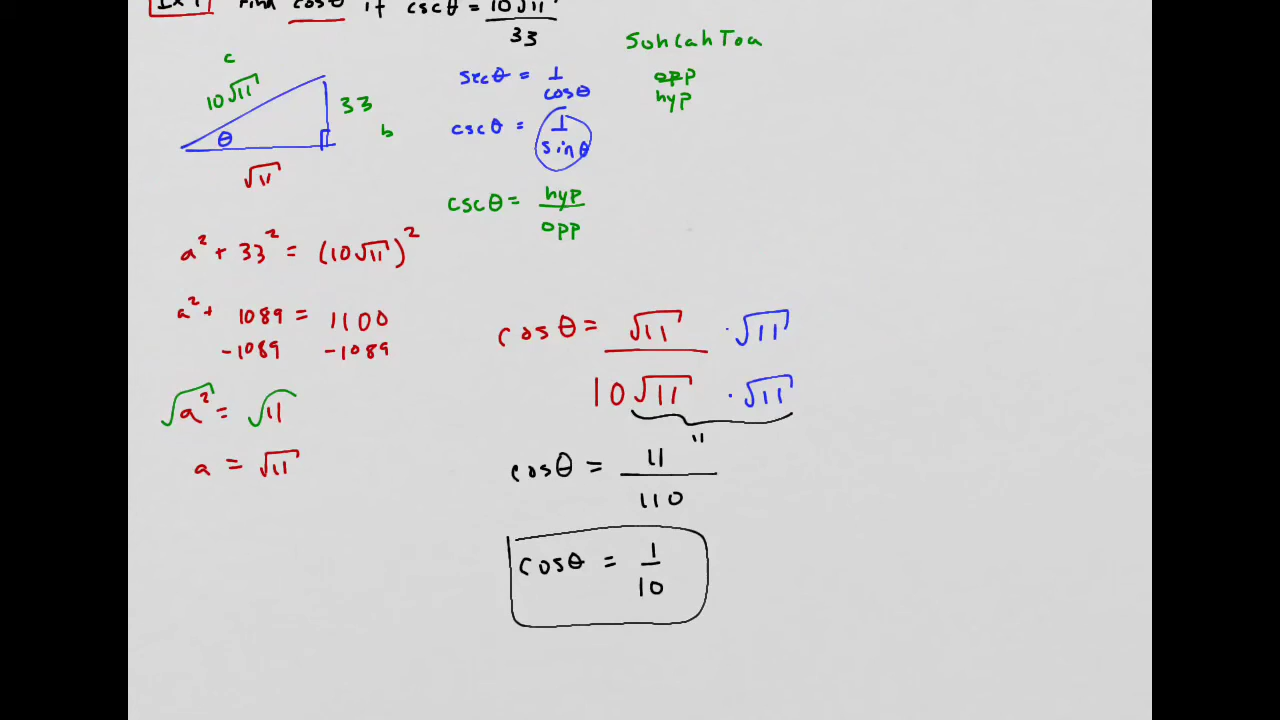 Ex 1 Find cosθ if cscθ = 10√11
33
SohCahToa
c
10√11
33
b
θ
√11
secθ = 1
cosθ
opp
hyp
cscθ = 1
sinθ
cscθ = hyp
opp
a² + 33² = (10√11)²
a² + 1089 = 1100
-1089 -1089
√a² = √11
a = √11
cosθ = √11 · √11
10√11 · √11
11
cosθ = 11
110
cosθ = 1
10